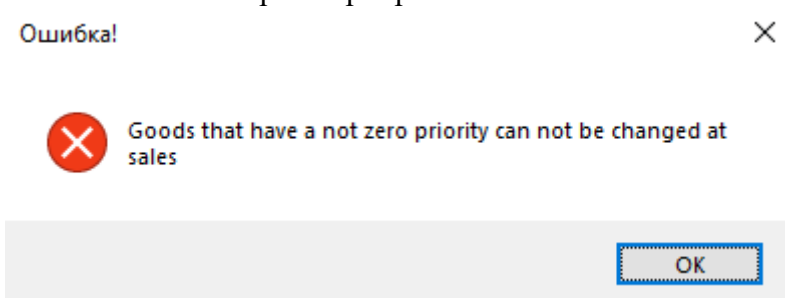 Ошибка!
Goods that have a not zero priority can not be changed at
sales
OK